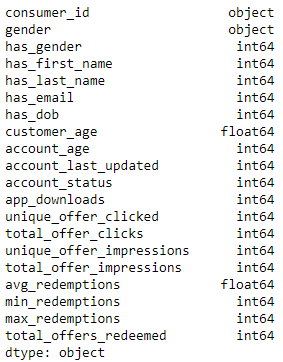 consumer_id object
gender object
has_gender int64
has_first_name int64
has_last_name int64
has_email int64
has_dob int64
customer_age float64
account_age int64
account_last_updated int64
account_status int64
app_downloads int64
unique_offer_clicked int64
total_offer_clicks int64
unique_offer_impressions int64
total_offer_impressions int64
avg_redemptions float64
min_redemptions int64
max_redemptions int64
total_offers_redeemed int64
dtype: object